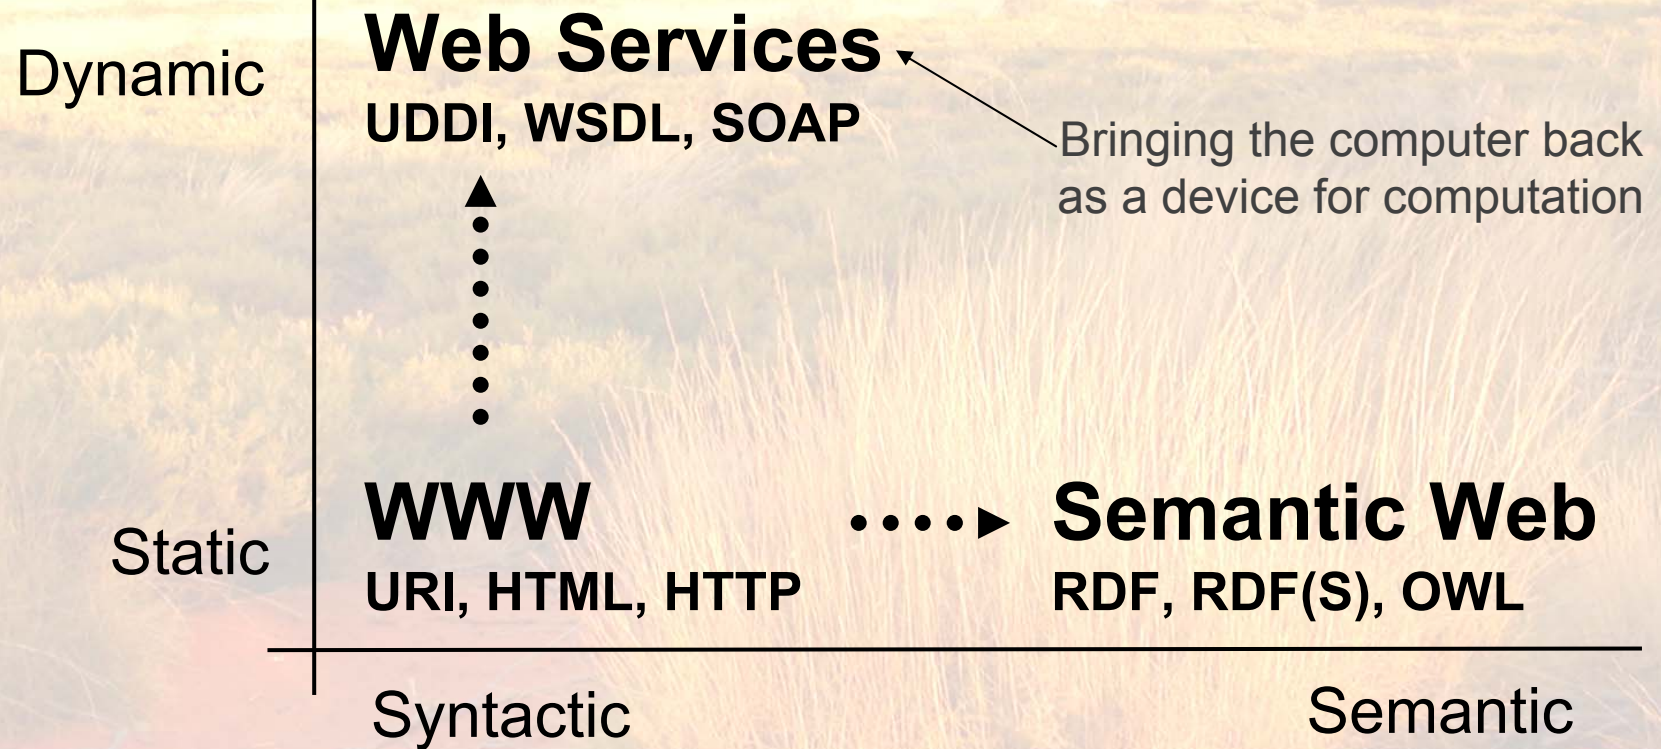 Dynamic
Web Services
UDDI, WSDL, SOAP
Bringing the computer back
as a device for computation
Static
WWW
URI, HTML, HTTP
Semantic Web
RDF, RDF(S), OWL
Syntactic
Semantic